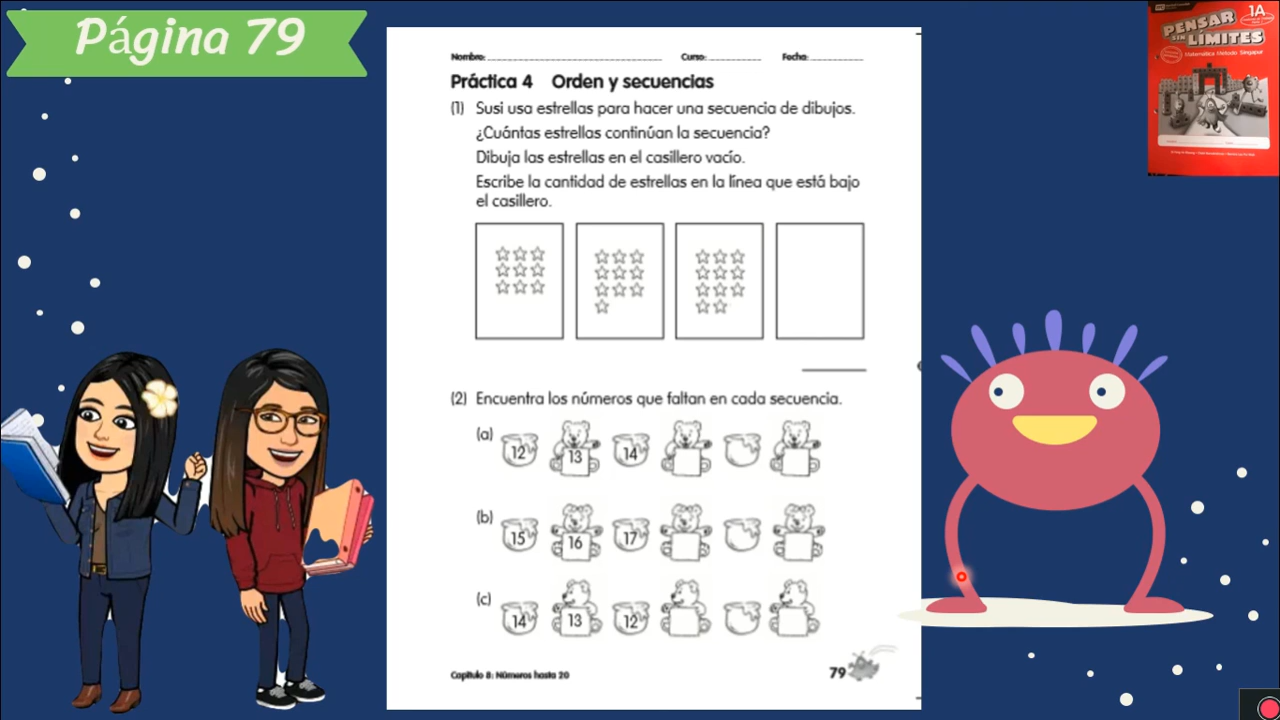 Página 79
1A
PENSAR
SIN LÍMITES
Matemática Método Singapur
Nombre:
Curso:
Fecha:
Práctica 4 Orden y secuencias
(1) Susi usa estrellas para hacer una secuencia de dibujos.
¿Cuántas estrellas continúan la secuencia?
Dibuja las estrellas en el casillero vacío.
Escribe la cantidad de estrellas en la línea que está bajo
el casillero.
(2) Encuentra los números que faltan en cada secuencia.
(a) 12 13 14
(b) 15 16 17
(c) 14 13 12
Capítulo 8: Números hasta 20
79